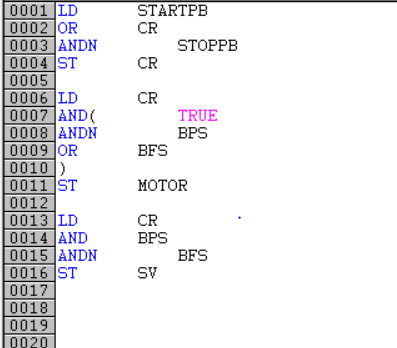 0001 LD STARTPB
0002 OR CR
0003 ANDN STOPPB
0004 ST CR
0005
0006 LD CR
0007 AND( TRUE
0008 ANDN BPS
0009 OR BFS
0010 )
0011 ST MOTOR
0012
0013 LD CR
0014 AND BPS
0015 ANDN BFS
0016 ST SV
0017
0018
0019
0020